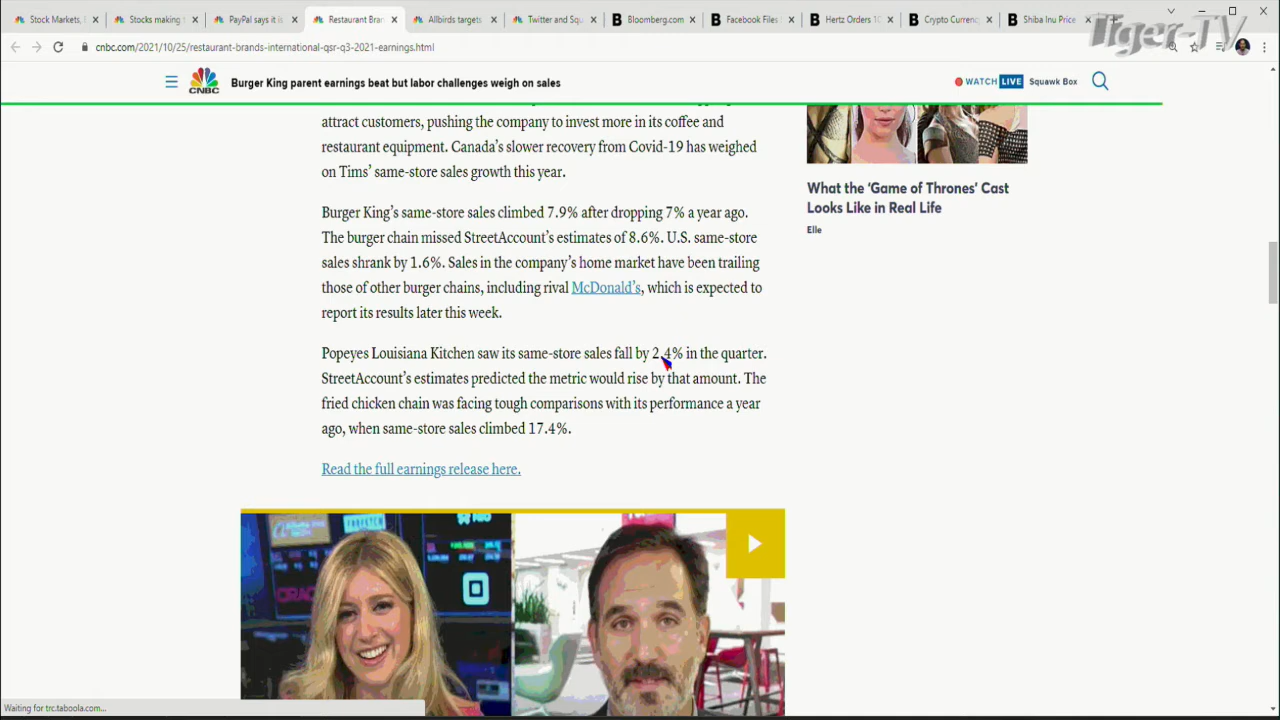 Stock Markets,
Stocks making
PayPal says it is
Restaurant Bran
Allbirds targets
Twitter and Squ
Bloomberg.com
Facebook Files
Hertz Orders 10
Crypto Currenc
Shiba Inu Price
Tiger-TV
cnbc.com/2021/10/25/restaurant-brands-international-qsr-q3-2021-earnings.html
CNBC
Burger King parent earnings beat but labor challenges weigh on sales
WATCH LIVE Squawk Box
attract customers, pushing the company to invest more in its coffee and
restaurant equipment. Canada's slower recovery from Covid-19 has weighed
on Tims' same-store sales growth this year.
Burger King's same-store sales climbed 7.9% after dropping 7% a year ago.
The burger chain missed StreetAccount's estimates of 8.6%. U.S. same-store
sales shrank by 1.6%. Sales in the company's home market have been trailing
those of other burger chains, including rival McDonald's, which is expected to
report its results later this week.
Popeyes Louisiana Kitchen saw its same-store sales fall by 2.4% in the quarter.
StreetAccount's estimates predicted the metric would rise by that amount. The
fried chicken chain was facing tough comparisons with its performance a year
ago, when same-store sales climbed 17.4%.
Read the full earnings release here.
What the 'Game of Thrones' Cast
Looks Like in Real Life
Elle
Waiting for trc.taboola.com...